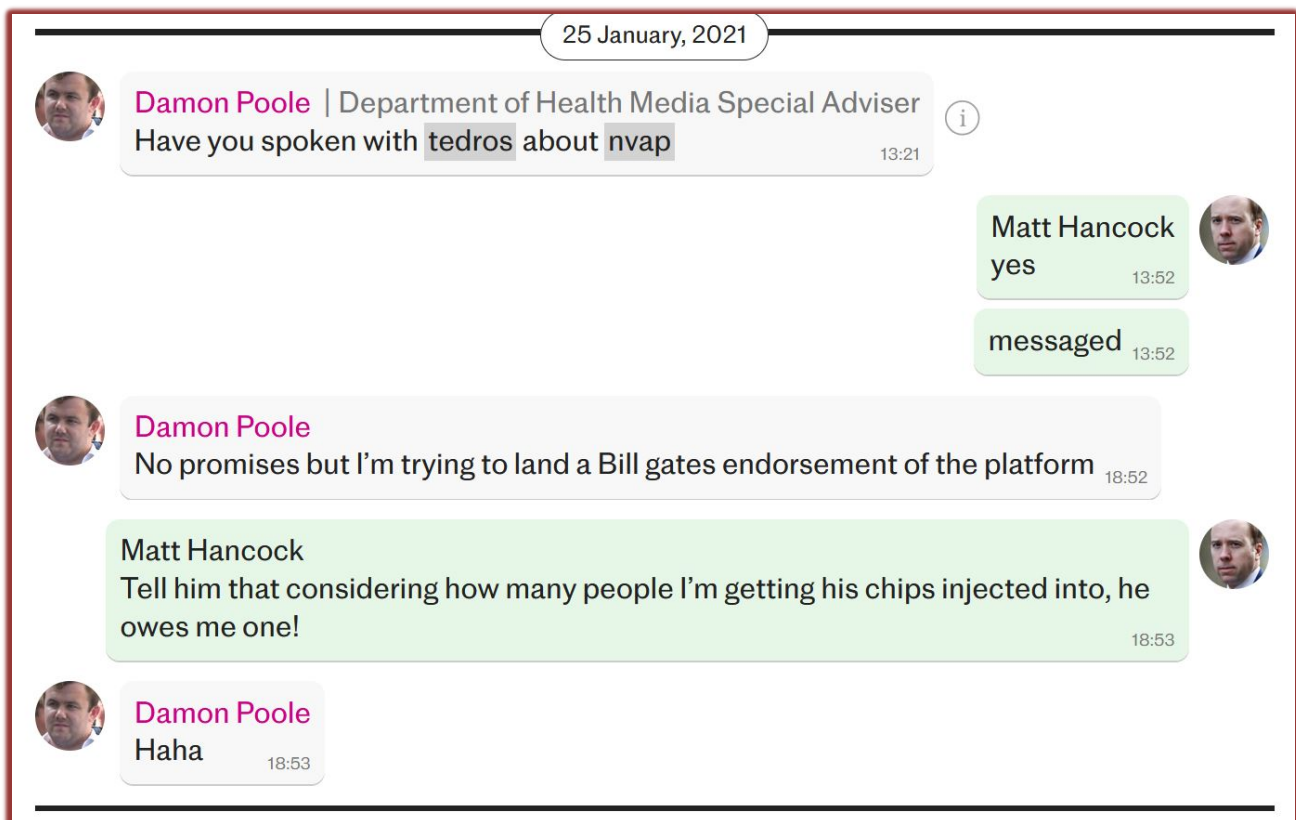 25 January, 2021
Damon Poole | Department of Health Media Special Adviser
Have you spoken with tedros about nvap
13:21
i
Matt Hancock
yes
13:52
messaged
13:52
Damon Poole
No promises but I’m trying to land a Bill gates endorsement of the platform
18:52
Matt Hancock
Tell him that considering how many people I’m getting his chips injected into, he
owes me one!
18:53
Damon Poole
Haha
18:53